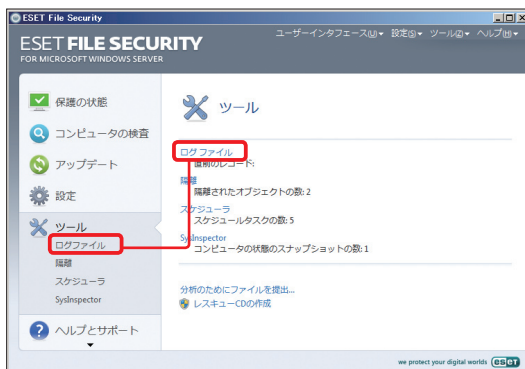 ESET File Security
ESET FILE SECURITY
FOR MICROSOFT WINDOWS SERVER
ユーザーインタフェース(U)▾ 設定(S)▾ ツール(Z)▾ ヘルプ(H)▾
保護の状態
コンピュータの検査
アップデート
設定
ツール
ログファイル
隔離
スケジューラ
SysInspector
ヘルプとサポート
ツール
ログ ファイル
直前のレコード:
隔離
隔離されたオブジェクトの数: 2
スケジューラ
スケジュールタスクの数: 5
SysInspector
コンピュータの状態のスナップショットの数: 1
分析のためにファイルを提出...
レスキューCDの作成
we protect your digital worlds eset